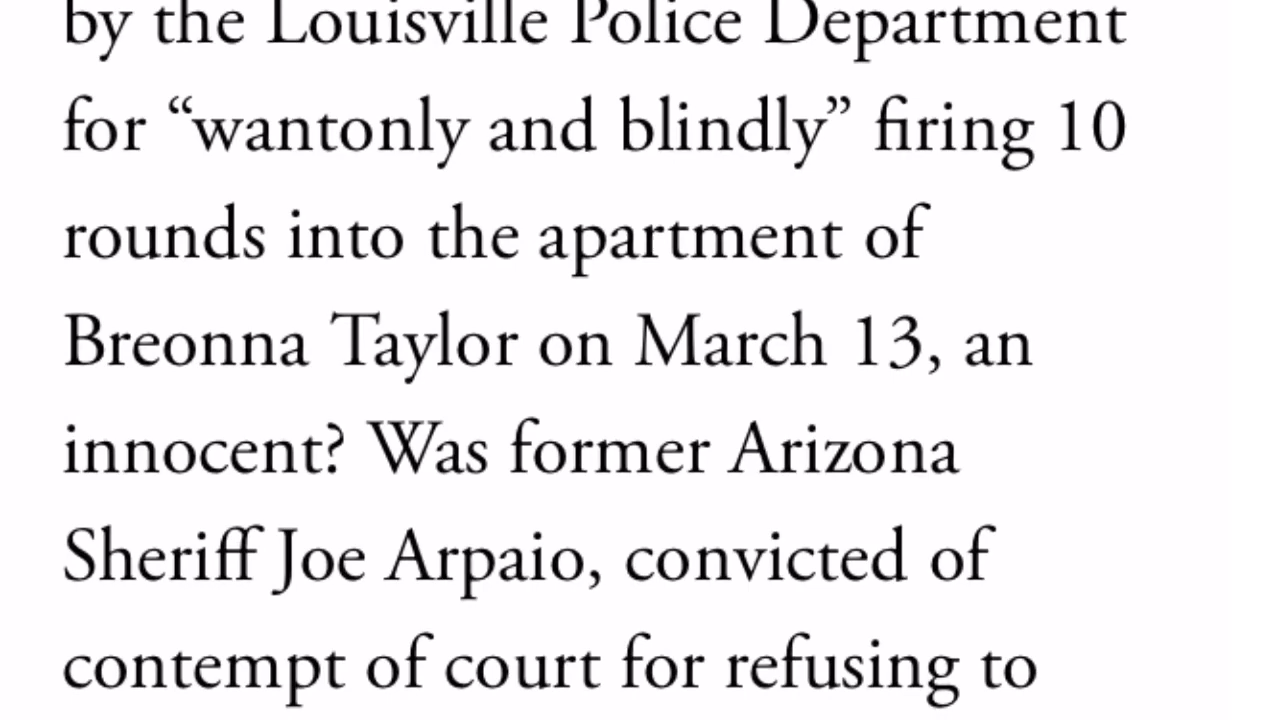 by the Louisville Police Department
for “wantonly and blindly” firing 10
rounds into the apartment of
Breonna Taylor on March 13, an
innocent? Was former Arizona
Sheriff Joe Arpaio, convicted of
contempt of court for refusing to